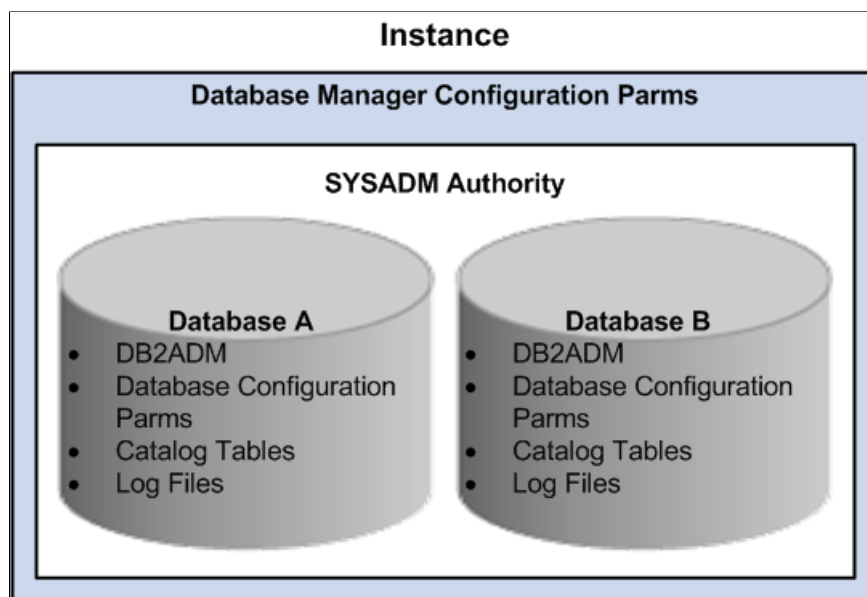 Instance
Database Manager Configuration Parms
SYSADM Authority
Database A
• DB2ADM
• Database Configuration
Parms
• Catalog Tables
• Log Files
Database B
• DB2ADM
• Database Configuration
Parms
• Catalog Tables
• Log Files